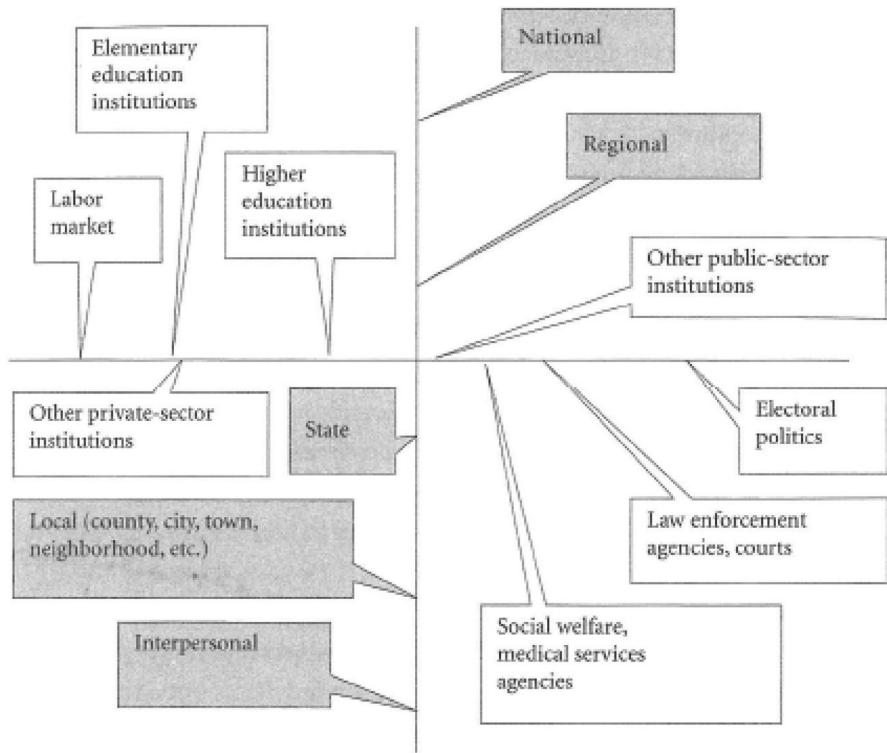 Elementary
education
institutions
National
Regional
Labor
market
Higher
education
institutions
Other public-sector
institutions
Other private-sector
institutions
State
Electoral
politics
Local (county, city, town,
neighborhood, etc.)
Law enforcement
agencies, courts
Interpersonal
Social welfare,
medical services
agencies